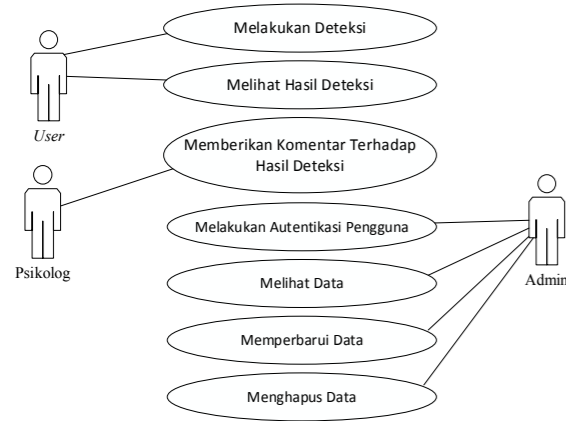 Melakukan Deteksi
Melihat Hasil Deteksi
User
Memberikan Komentar Terhadap
Hasil Deteksi
Psikolog
Melakukan Autentikasi Pengguna
Melihat Data
Admin
Memperbarui Data
Menghapus Data